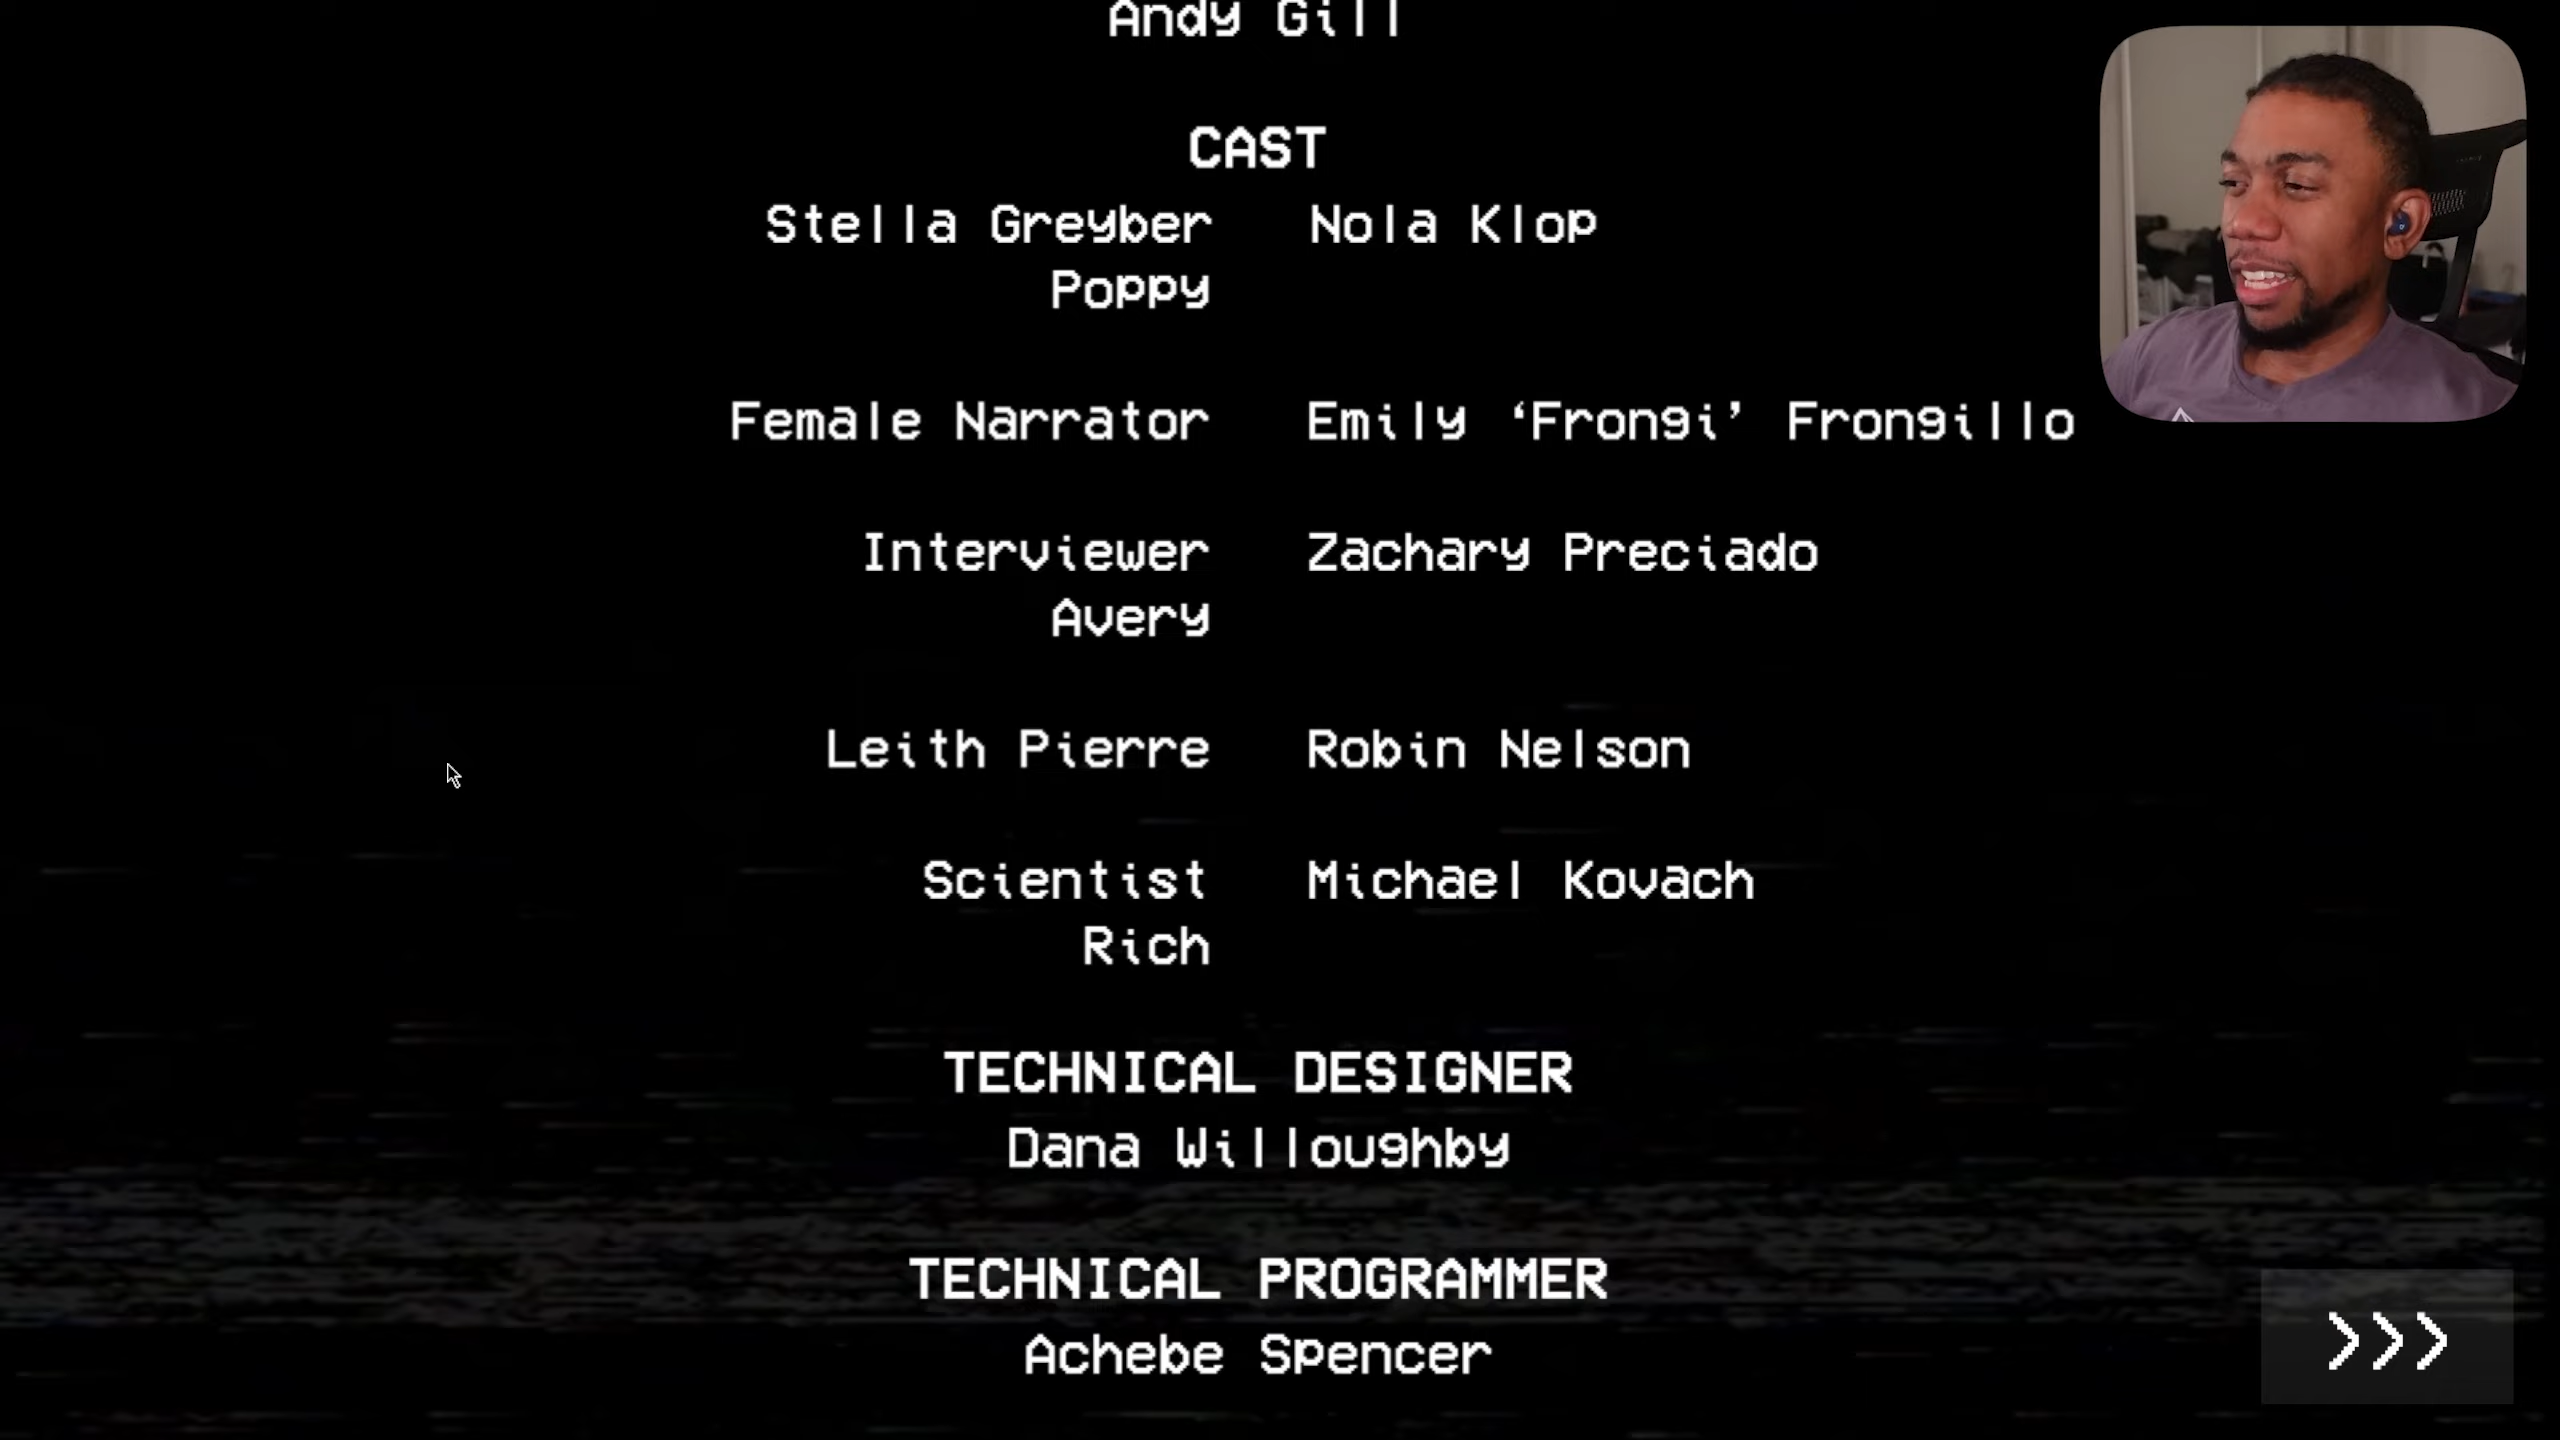 Andy Gill
CAST
Stella Greyber Nola Klop
Poppy
Female Narrator Emily ‘Frongi’ Frongillo
Interviewer Zachary Preciado
Avery
Leith Pierre Robin Nelson
Scientist Michael Kovach
Rich
TECHNICAL DESIGNER
Dana Willoughby
TECHNICAL PROGRAMMER
Achebe Spencer
>>>